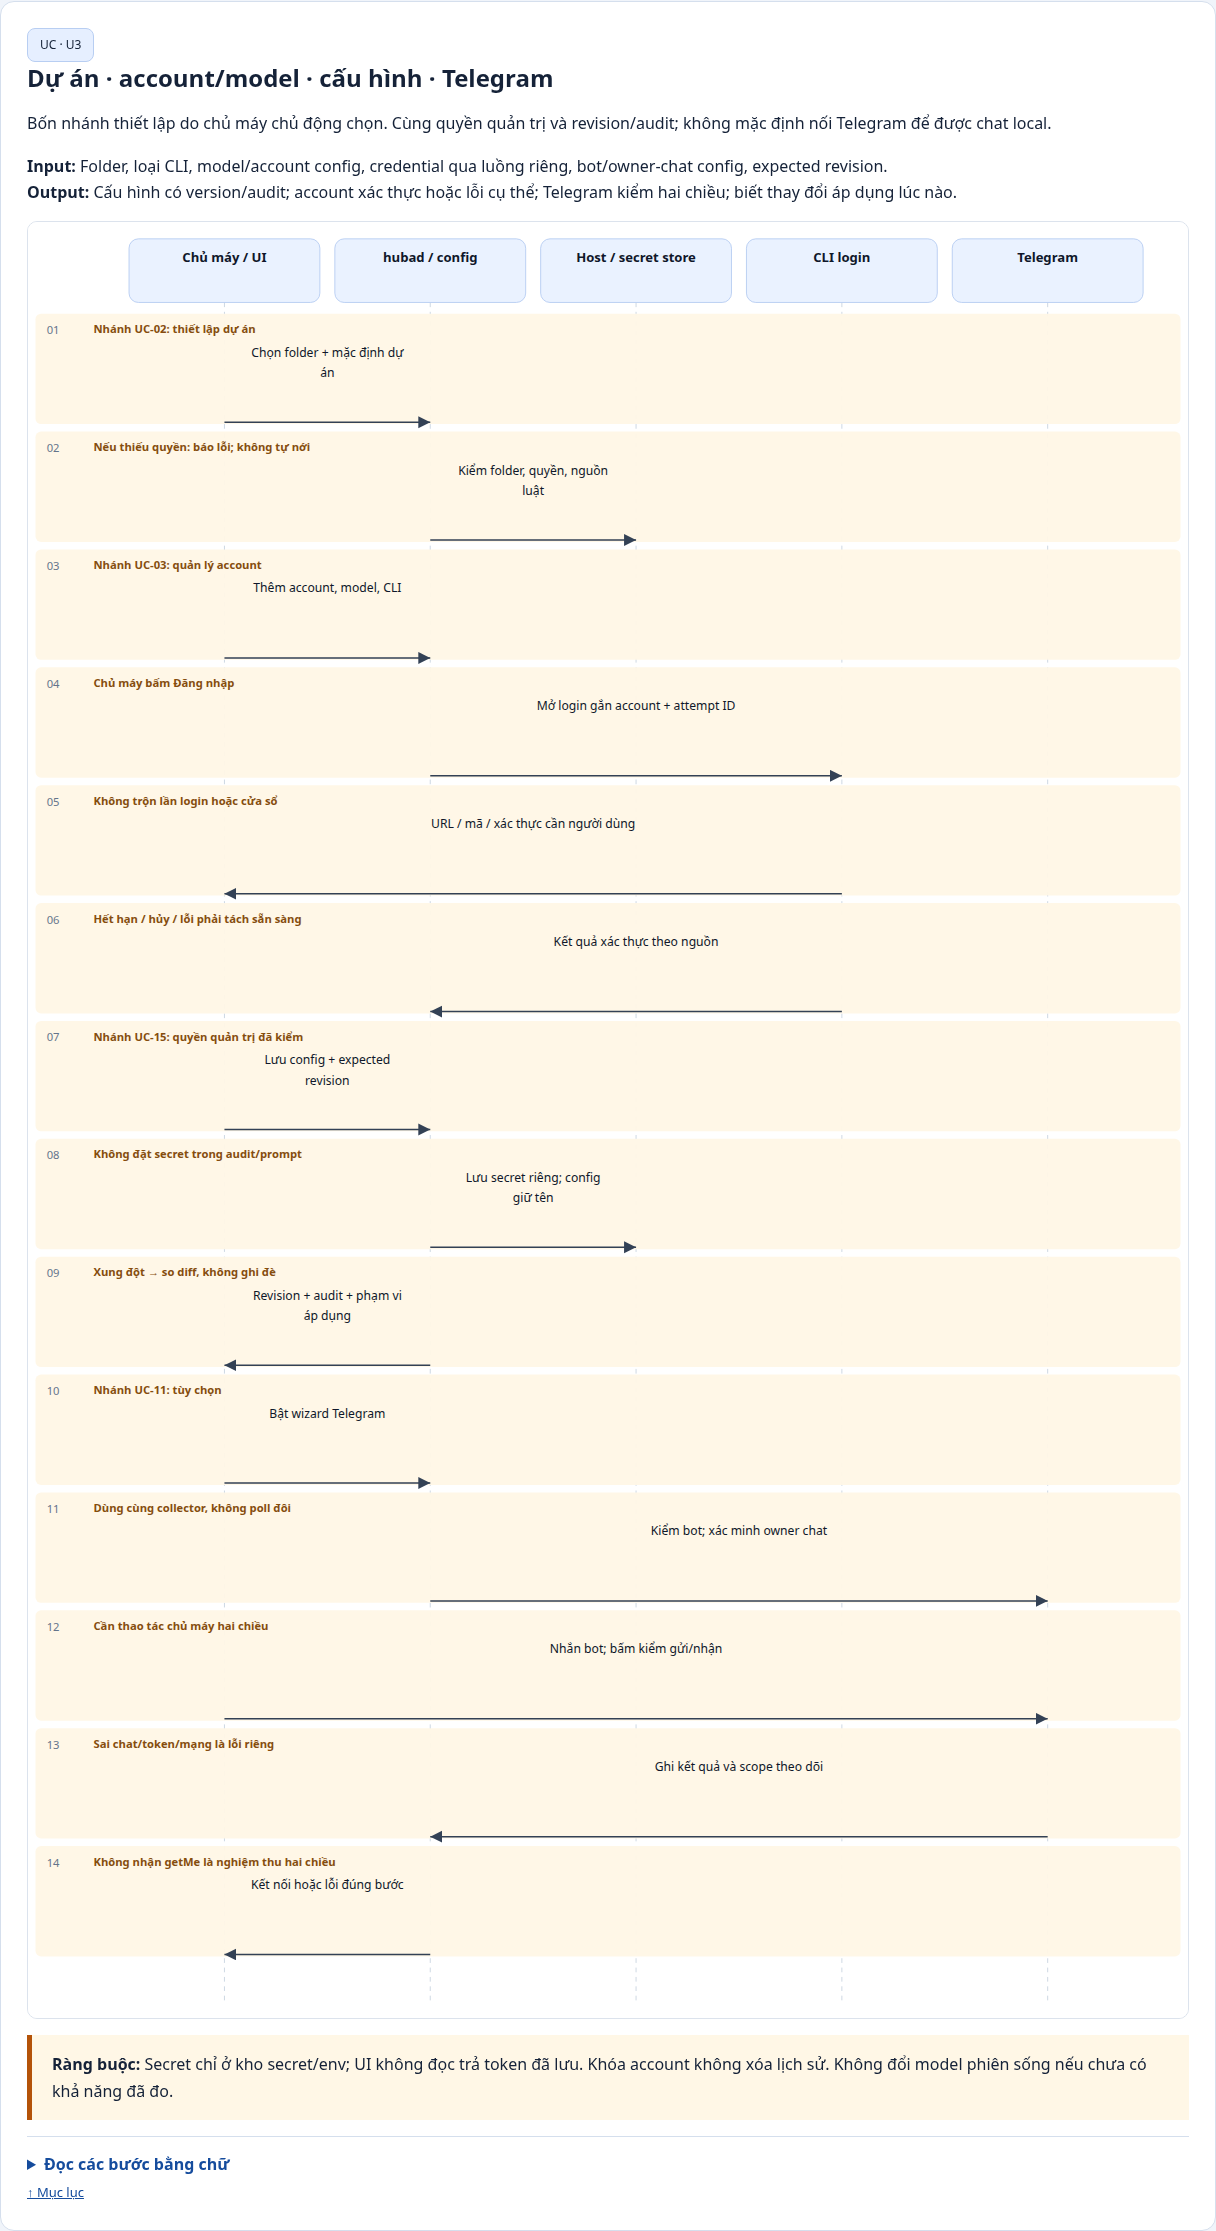 UC · U3
Dự án · account/model · cấu hình · Telegram
Bốn nhánh thiết lập do chủ máy chủ động chọn. Cùng quyền quản trị và revision/audit; không mặc định nối Telegram để được chat local.
Input: Folder, loại CLI, model/account config, credential qua luồng riêng, bot/owner-chat config, expected revision.
Output: Cấu hình có version/audit; account xác thực hoặc lỗi cụ thể; Telegram kiểm hai chiều; biết thay đổi áp dụng lúc nào.
Chủ máy / UI
hubad / config
Host / secret store
CLI login
Telegram
01
Nhánh UC-02: thiết lập dự án
Chọn folder + mặc định dự
án
02
Nếu thiếu quyền: báo lỗi; không tự nới
Kiểm folder, quyền, nguồn
luật
03
Nhánh UC-03: quản lý account
Thêm account, model, CLI
04
Chủ máy bấm Đăng nhập
Mở login gắn account + attempt ID
05
Không trộn lẫn login hoặc cửa sổ
URL / mã / xác thực cần người dùng
06
Hết hạn / hủy / lỗi phải tách sẵn sàng
Kết quả xác thực theo nguồn
07
Nhánh UC-15: quyền quản trị đã kiểm
Lưu config + expected
revision
08
Không đặt secret trong audit/prompt
Lưu secret riêng; config
giữ tên
09
Xung đột → so diff, không ghi đè
Revision + audit + phạm vi
áp dụng
10
Nhánh UC-11: tùy chọn
Bật wizard Telegram
11
Dùng cùng collector, không poll đôi
Kiểm bot; xác minh owner chat
12
Cần thao tác chủ máy hai chiều
Nhắn bot; bấm kiểm gửi/nhận
13
Sai chat/token/mạng là lỗi riêng
Ghi kết quả và scope theo dõi
14
Không nhận getMe là nghiệm thu hai chiều
Kết nối hoặc lỗi đúng bước
Ràng buộc: Secret chỉ ở kho secret/env; UI không đọc trả token đã lưu. Khóa account không xóa lịch sử. Không đổi model phiên sống nếu chưa có
khả năng đã đo.
▶ Đọc các bước bằng chữ
↑ Mục lục